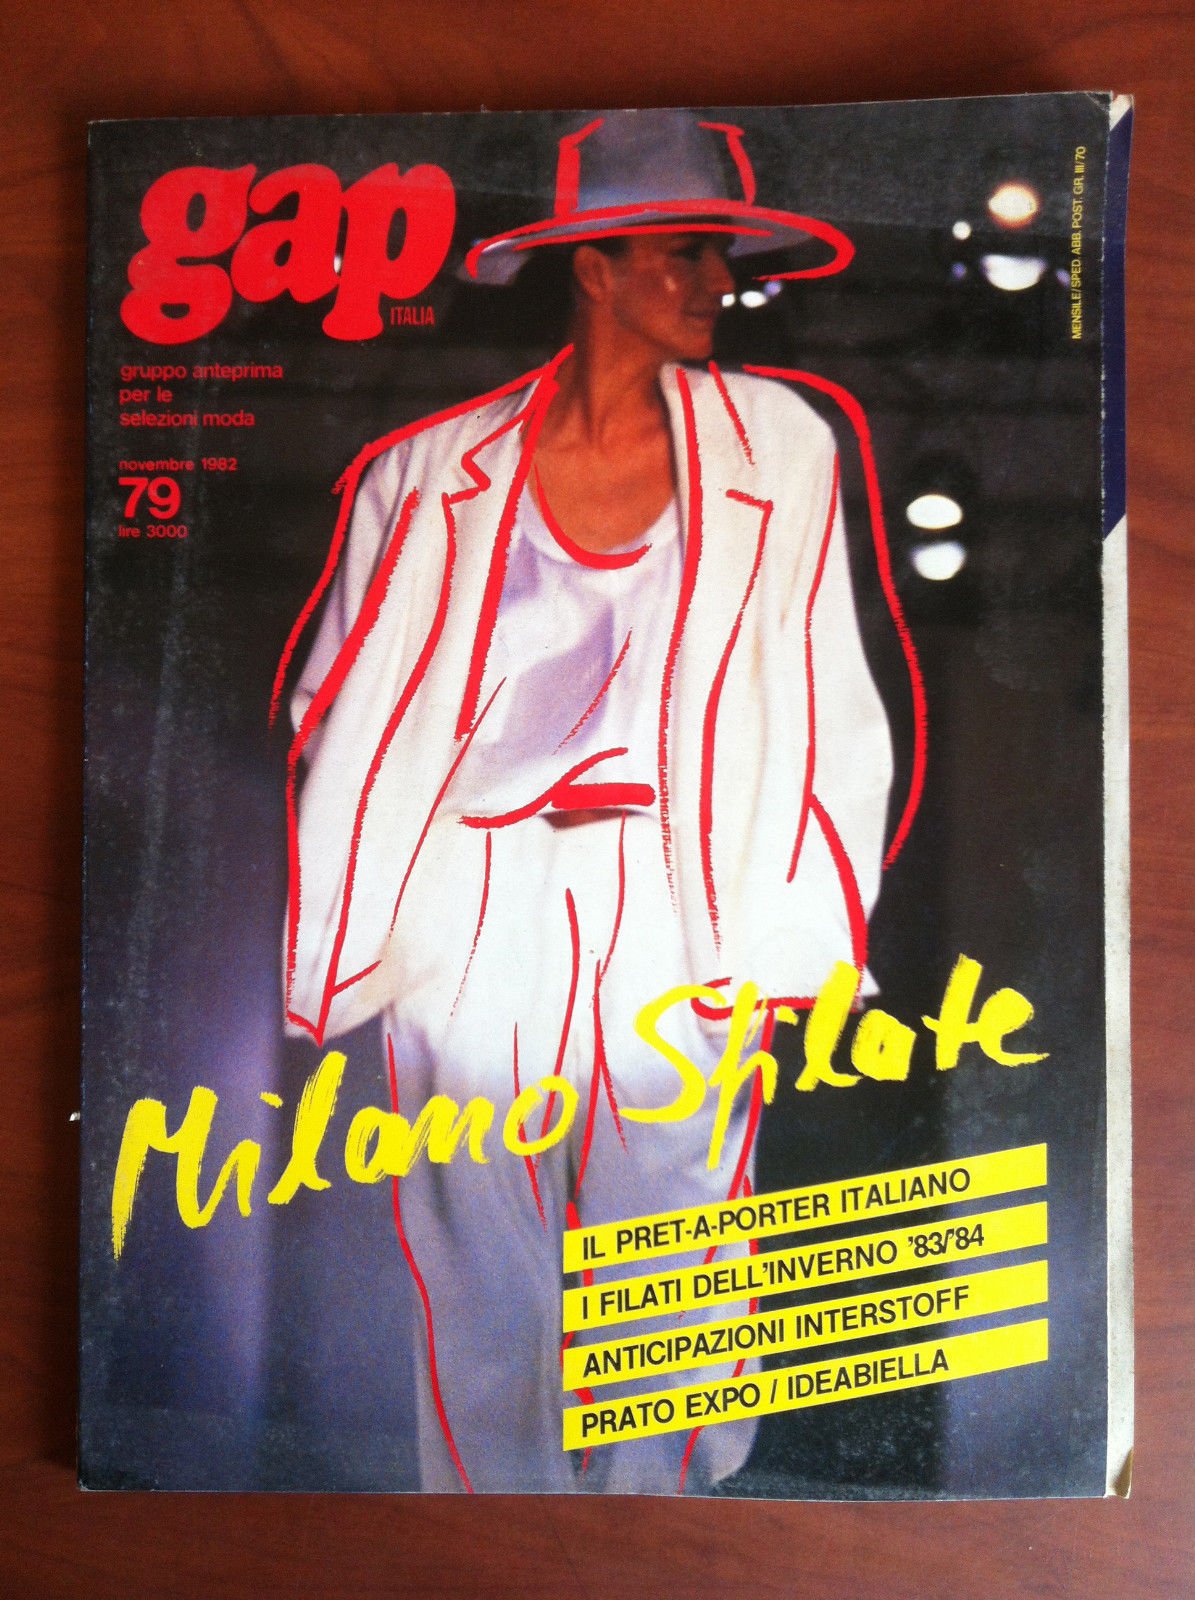 gap
ITALIA
gruppo anteprima
per le
selezioni moda
novembre 1982
79
lire 3000
MENSILE/SPED. ABB. POST. GR. III/70
Milano Sfilate
IL PRET-A-PORTER ITALIANO
I FILATI DELL'INVERNO '83/'84
ANTICIPAZIONI INTERSTOFF
PRATO EXPO / IDEABIELLA